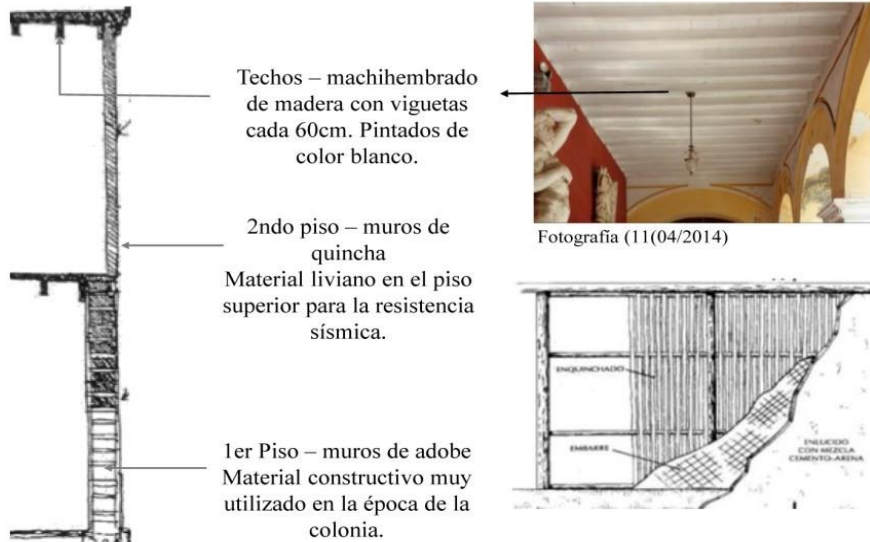 Techos – machihembrado
de madera con viguetas
cada 60cm. Pintados de
color blanco.
Fotografía (11(04/2014)
2ndo piso – muros de
quincha
Material liviano en el piso
superior para la resistencia
sísmica.
1er Piso – muros de adobe
Material constructivo muy
utilizado en la época de la
colonia.
ENQUINCHADO
EMBARRE
ENLUCIDO
CON MEZCLA
CEMENTO-ARENA